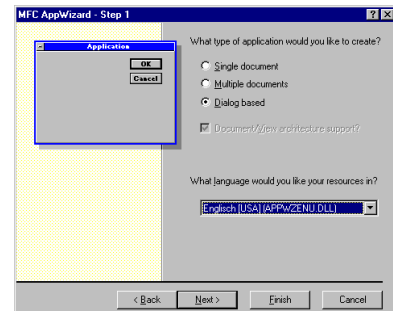 MFC AppWizard - Step 1
Application
OK
Cancel
What type of application would you like to create?
Single document
Multiple documents
Dialog based
Document/View architecture support?
What language would you like your resources in?
Englisch [USA] (APPWZENU.DLL)
< Back
Next >
Finish
Cancel